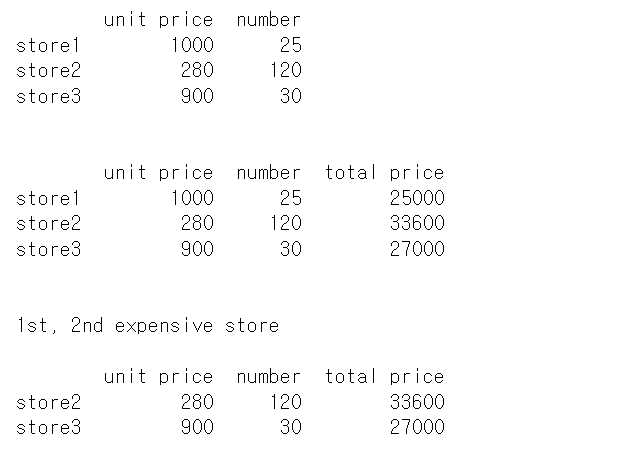 unit price number
store1 1000 25
store2 280 120
store3 900 30
unit price number total price
store1 1000 25 25000
store2 280 120 33600
store3 900 30 27000
1st, 2nd expensive store
unit price number total price
store2 280 120 33600
store3 900 30 27000